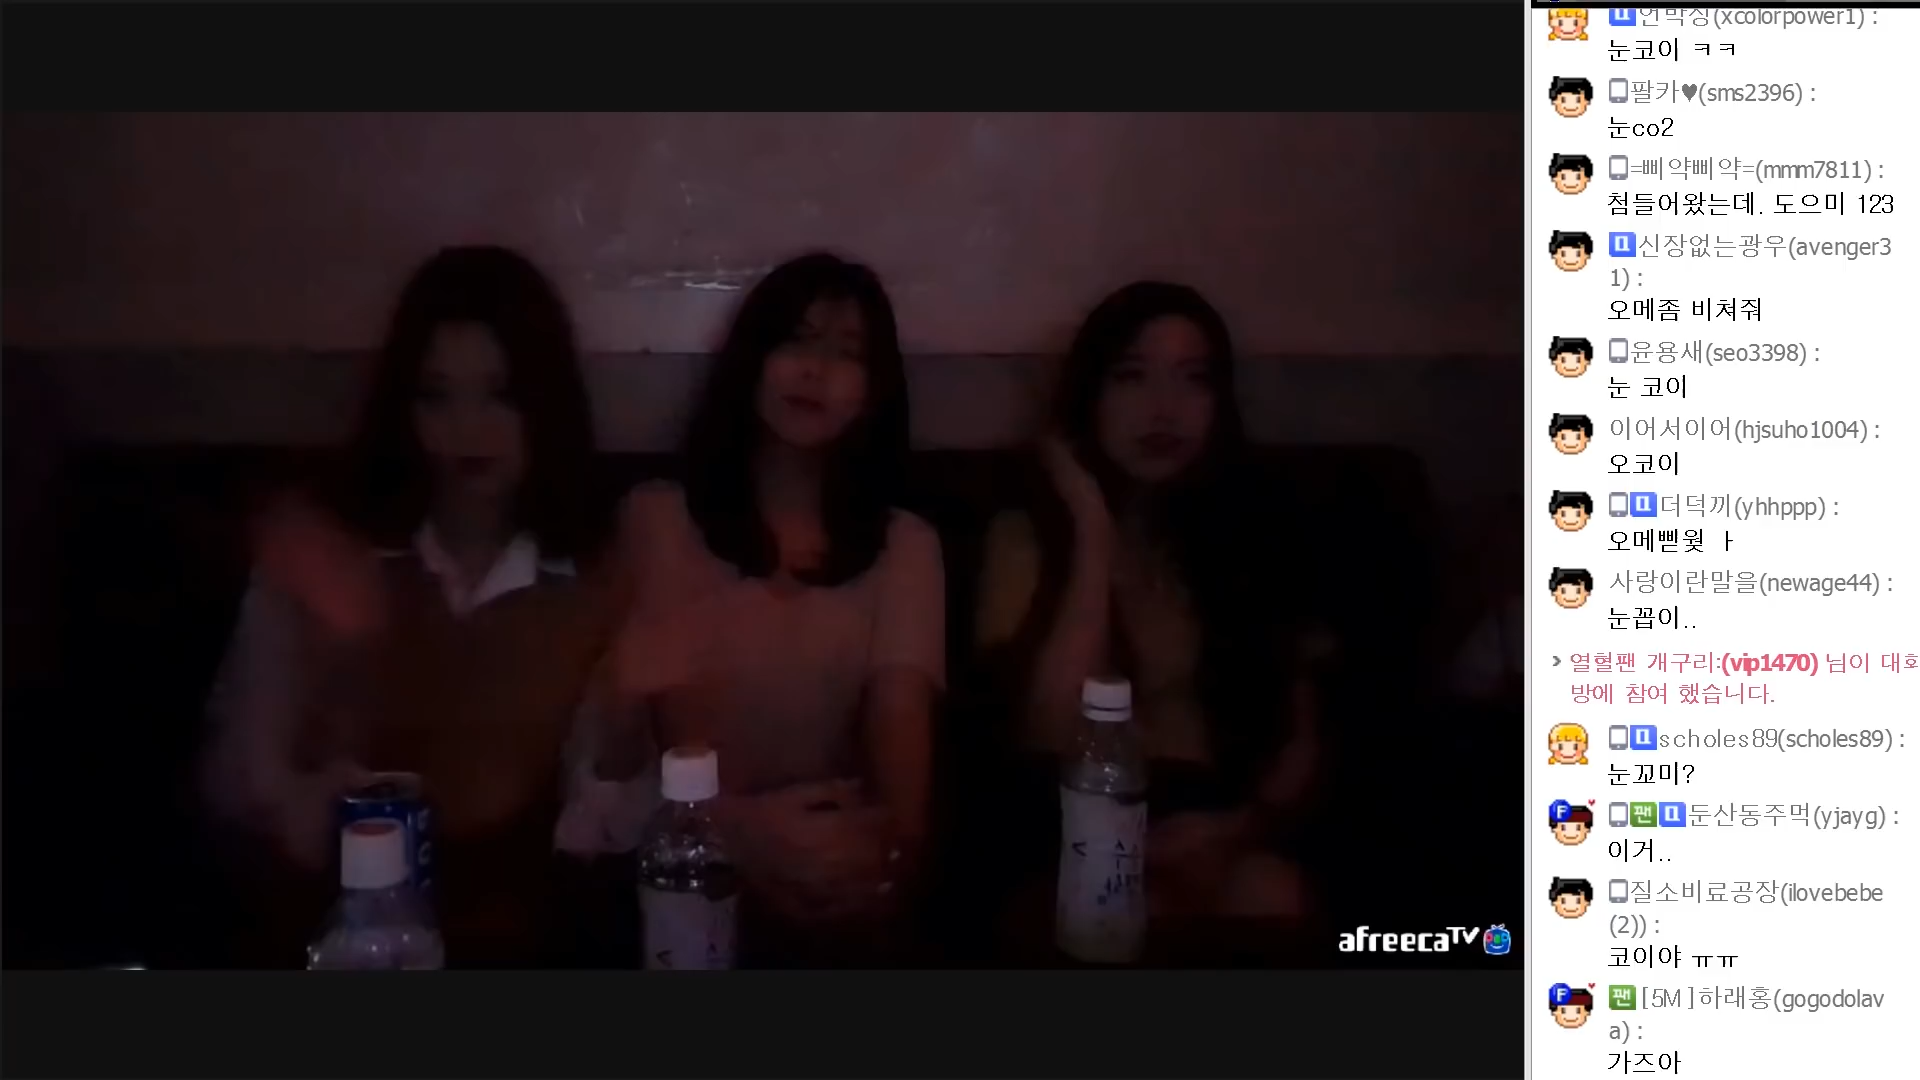 연박싱(xcolorpower1) :
눈코이 ㅋㅋ
팔카♥(sms2396) :
눈co2
=삐약삐약=(mmm7811) :
첨들어왔는데. 도으미 123
신장없는광우(avenger3
1) :
오메좀 비쳐줘
윤용새(seo3398) :
눈 코이
이어서이어(hjsuho1004) :
오코이
더덕끼(yhhppp) :
오메삗웢 ㅏ
사랑이란말을(newage44) :
눈꼽이..
열혈팬 개구리:(vip1470) 님이 대화
방에 참여 했습니다.
scholes89(scholes89) :
눈꼬미?
팬 둔산동주먹(yjayg) :
이거..
질소비료공장(ilovebebe
(2)) :
코이야 ㅠㅠ
팬 [5M]하래홍(gogodolav
a) :
가즈아
afreecaTV